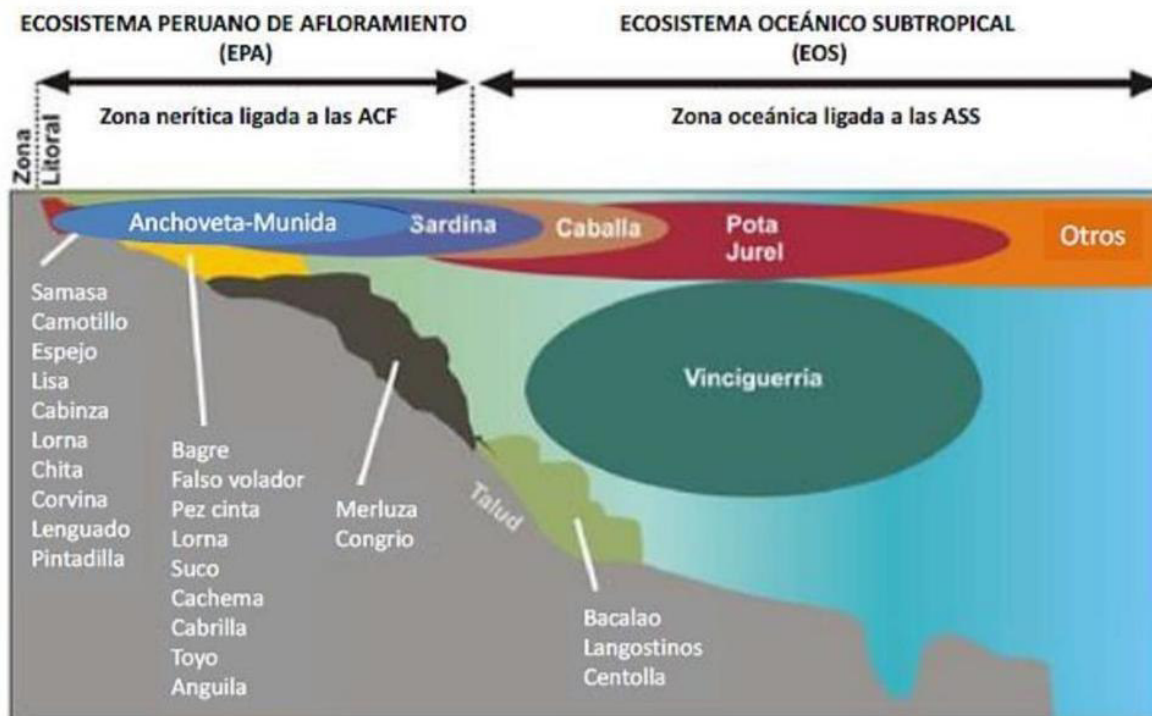 ECOSISTEMA PERUANO DE AFLORAMIENTO
(EPA)
ECOSISTEMA OCEÁNICO SUBTROPICAL
(EOS)
Zona nerítica ligada a las ACF
Zona oceánica ligada a las ASS
Zona
Litoral
Anchoveta-Munida
Sardina
Caballa
Pota
Jurel
Otros
Vinciguerria
Samasa
Camotillo
Espejo
Lisa
Cabinza
Lorna
Chita
Corvina
Lenguado
Pintadilla
Bagre
Falso volador
Pez cinta
Lorna
Suco
Cachema
Cabrilla
Toyo
Anguila
Merluza
Congrio
Talud
Bacalao
Langostinos
Centolla